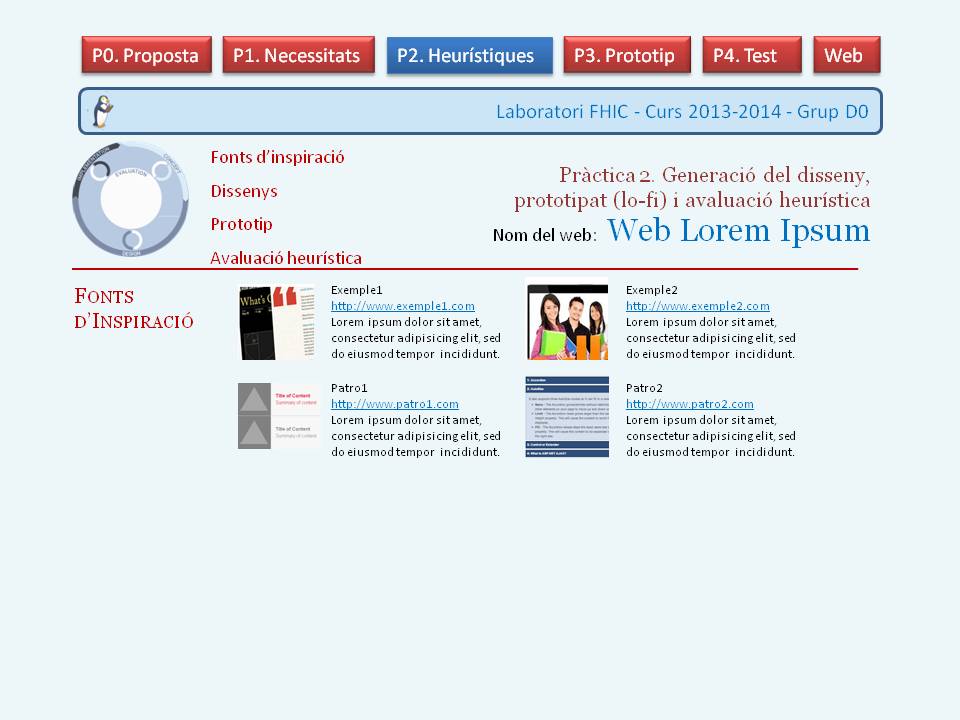 P0. Proposta
P1. Necessitats
P2. Heurístiques
P3. Prototip
P4. Test
Web
Laboratori FHIC - Curs 2013-2014 - Grup D0
IMPLEMENTATION
EVALUATION
CONCEPT
DESIGN
Fonts d’inspiració
Dissenys
Prototip
Avaluació heurística
Pràctica 2. Generació del disseny,
prototipat (lo-fi) i avaluació heurística
Nom del web: Web Lorem Ipsum
Fonts
d’Inspiració
What's
Exemple1
http://www.exemple1.com
Lorem ipsum dolor sit amet,
consectetur adipisicing elit, sed
do eiusmod tempor incididunt.
Exemple2
http://www.exemple2.com
Lorem ipsum dolor sit amet,
consectetur adipisicing elit, sed
do eiusmod tempor incididunt.
Title of Content
Summary of content
Title of Content
Summary of content
Patro1
http://www.patro1.com
Lorem ipsum dolor sit amet,
consectetur adipisicing elit, sed
do eiusmod tempor incididunt.
Patro2
http://www.patro2.com
Lorem ipsum dolor sit amet,
consectetur adipisicing elit, sed
do eiusmod tempor incididunt.